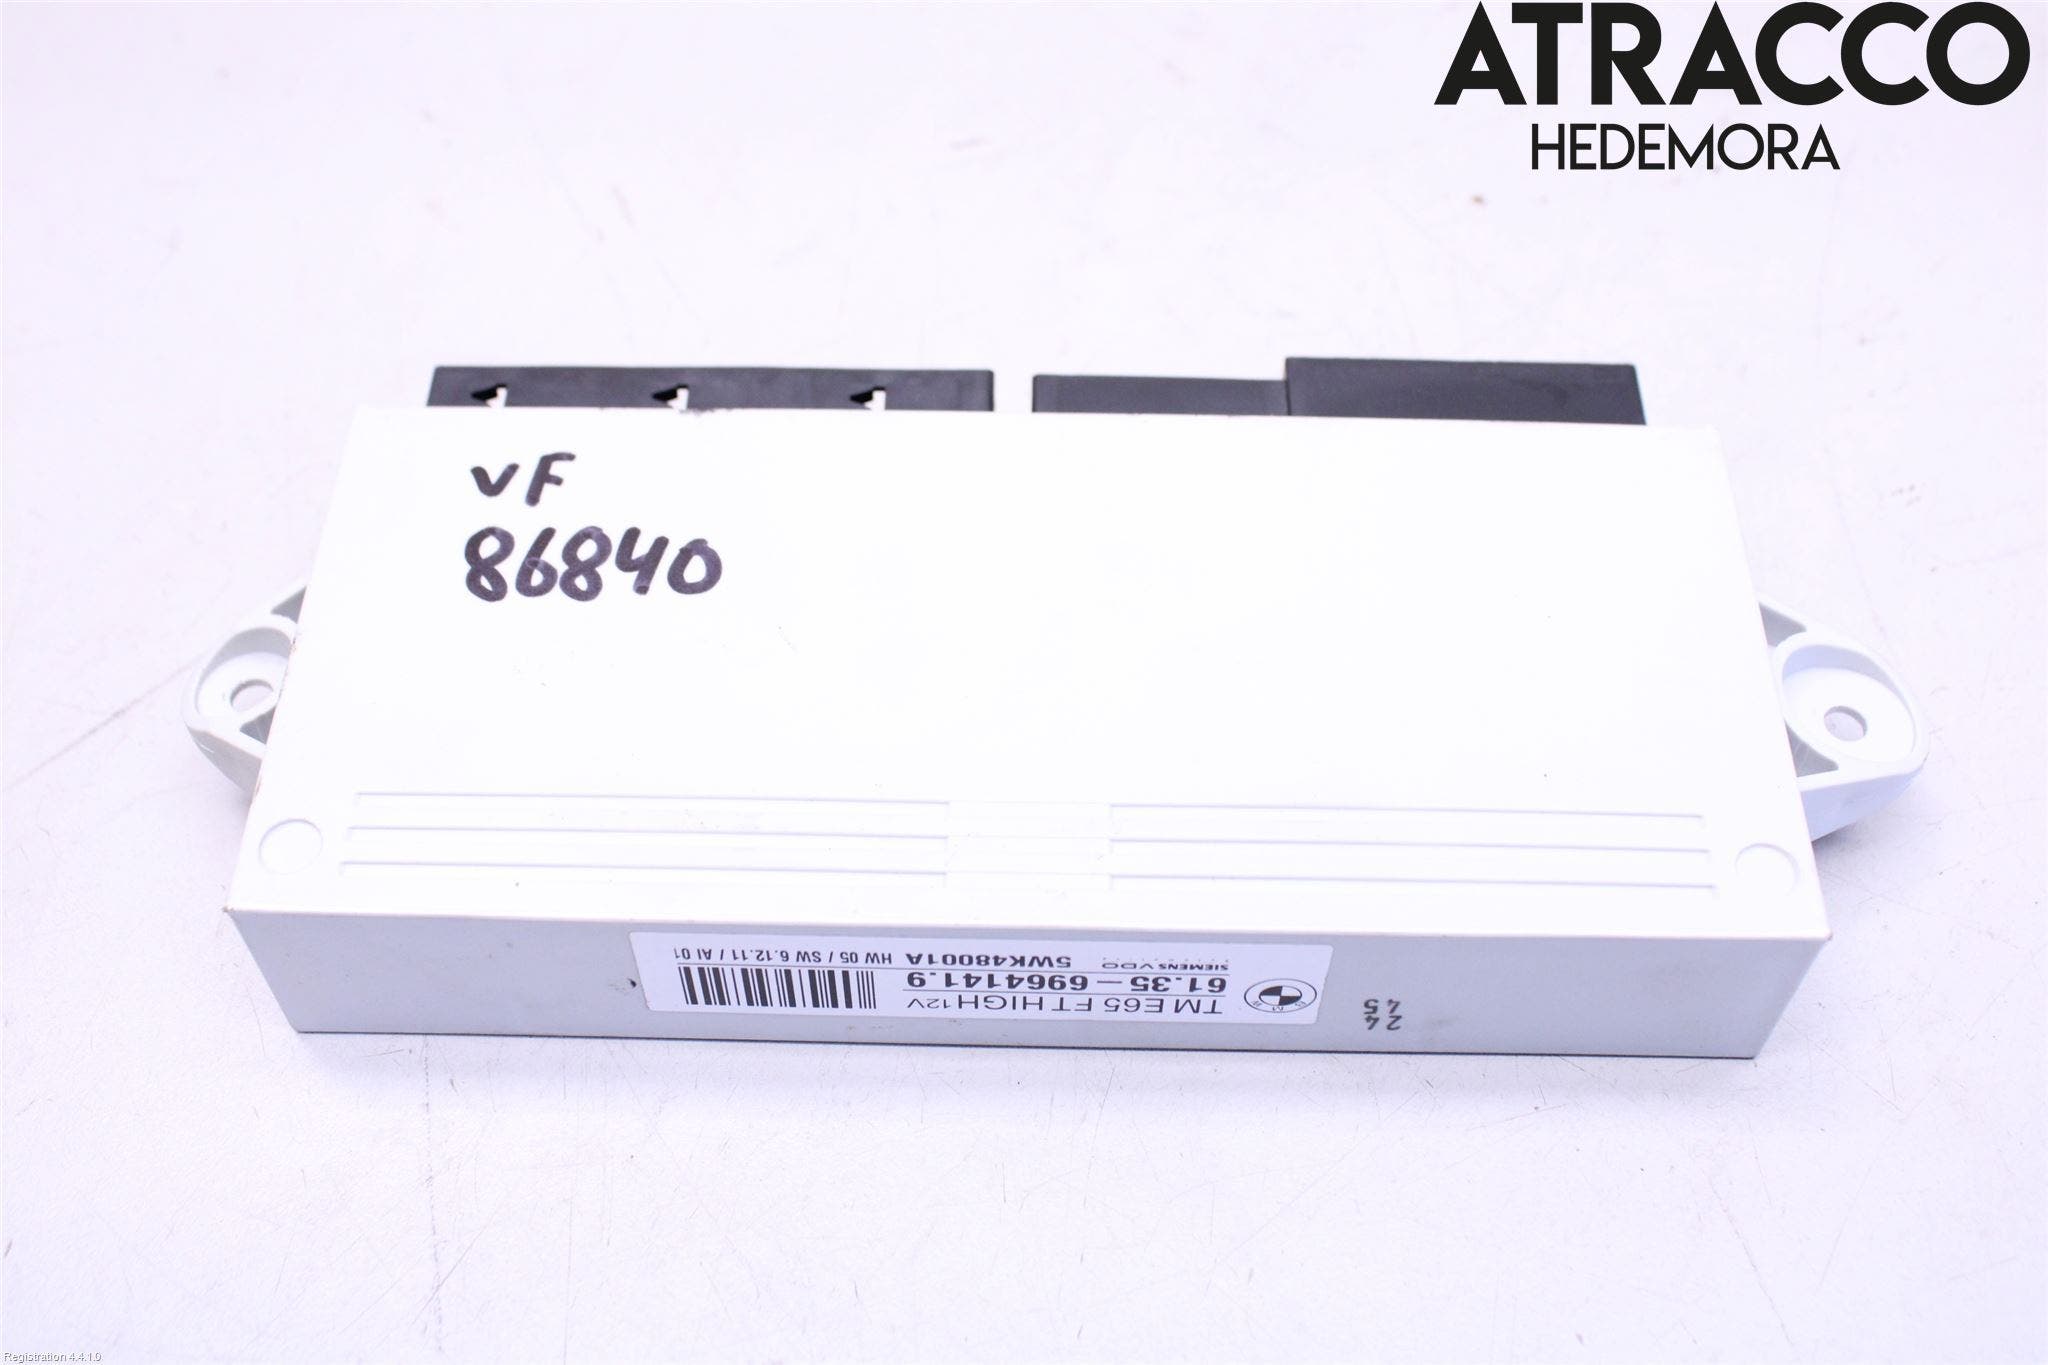 ATRACCO
HEDEMORA
VF
86840
TM E65 FT HIGH 12V
61.35-6964141.9
SIEMENS VDO
5WK48001A HW 05 / SW 6.12.11 / AI 01
BMW
24
45
Registration 4.4.1.0